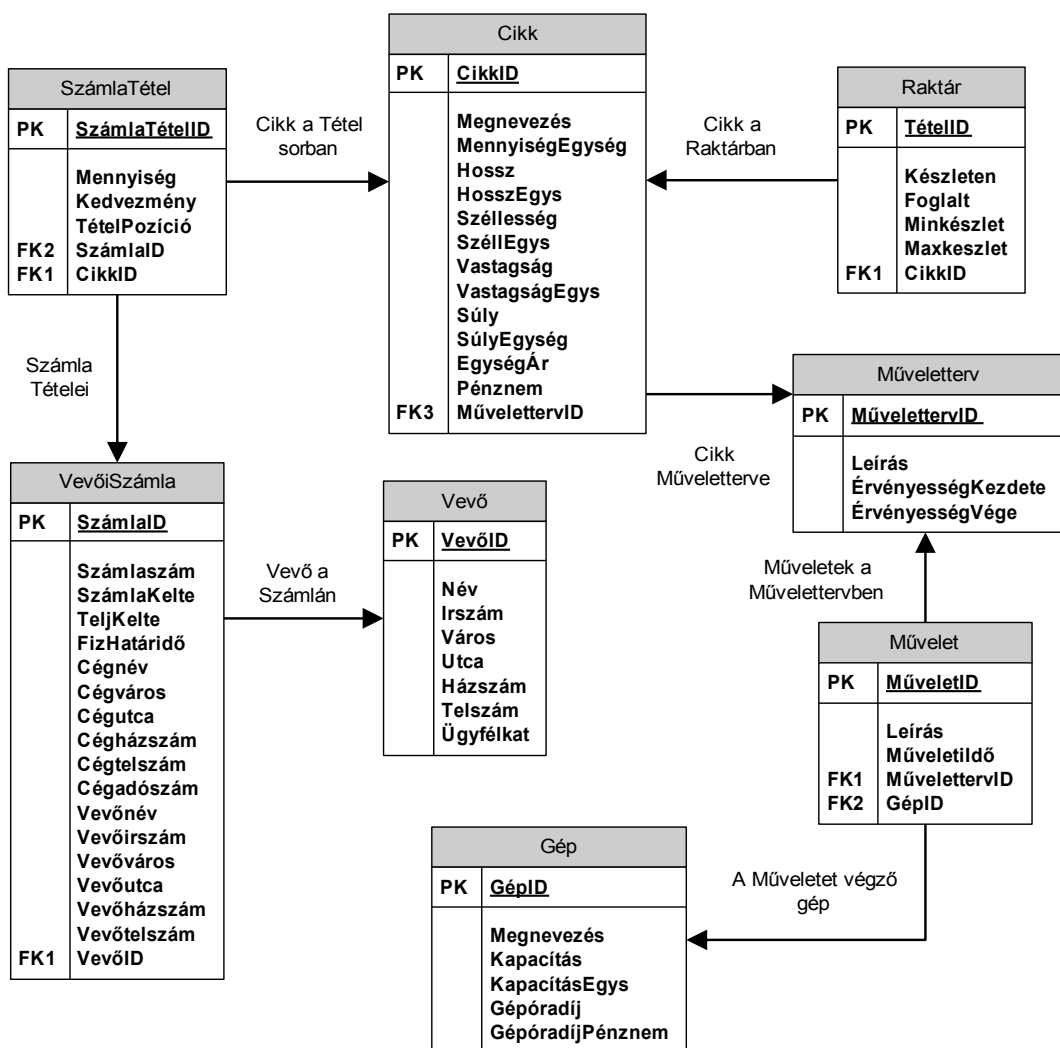 Cikk
PK CikkID
Megnevezés
MennyiségEgység
Hossz
HosszEgys
Széllesség
SzéllEgys
Vastagság
VastagságEgys
Súly
SúlyEgység
EgységÁr
Pénznem
FK3 MűvelettervID
SzámlaTétel
PK SzámlaTételID
Mennyiség
Kedvezmény
TételPozíció
FK2 SzámlaID
FK1 CikkID
Cikk a Tétel
sorban
Cikk a
Raktárban
Raktár
PK TételID
Készleten
Foglalt
Minkészlet
Maxkeszlet
FK1 CikkID
Számla
Tételei
Műveletterv
PK MűvelettervID
Leírás
ÉrvényességKezdete
ÉrvényességVége
Cikk
Műveletterve
VevőiSzámla
PK SzámlaID
Számlaszám
SzámlaKelte
TeljKelte
FizHatáridő
Cégnév
Cégváros
Cégutca
Cégházszám
Cégtelszám
Cégadószám
Vevőnév
Vevőirszám
Vevőváros
Vevőutca
Vevőházszám
Vevőtelszám
FK1 VevőID
Vevő a
Számlán
Vevő
PK VevőID
Név
Irszám
Város
Utca
Házszám
Telszám
Ügyfélkat
Műveletek a
Művelettervben
Művelet
PK MűveletID
Leírás
MűveletiIdő
FK1 MűvelettervID
FK2 GépID
Gép
PK GépID
Megnevezés
Kapacítás
KapacításEgys
Gépóradíj
GépóradíjPénznem
A Műveletet végző
gép